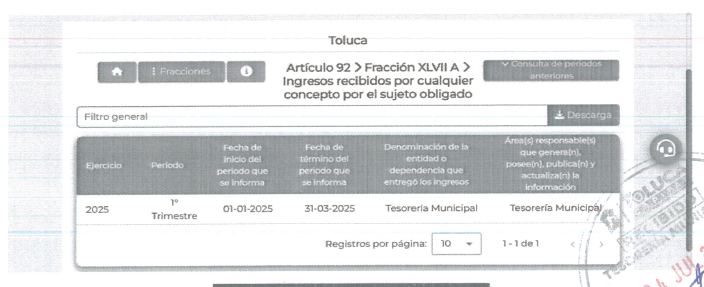 Toluca
Fracciones
Artículo 92 > Fracción XLVII A >
Ingresos recibidos por cualquier
concepto por el sujeto obligado
Consulta de periodos
anteriores
Filtro general
Descarga
Ejercicio
Periodo
Fecha de
inicio del
periodo que
se informa
Fecha de
término del
periodo que
se informa
Denominación de la
entidad o
dependencia que
entregó los ingresos
Área(s) responsable(s)
que genera(n),
posee(n), publica(n) y
actualiza(n) la
información
2025
1º
Trimestre
01-01-2025
31-03-2025
Tesorería Municipal
Tesorería Municipal
Registros por página: 10
1 - 1 de 1